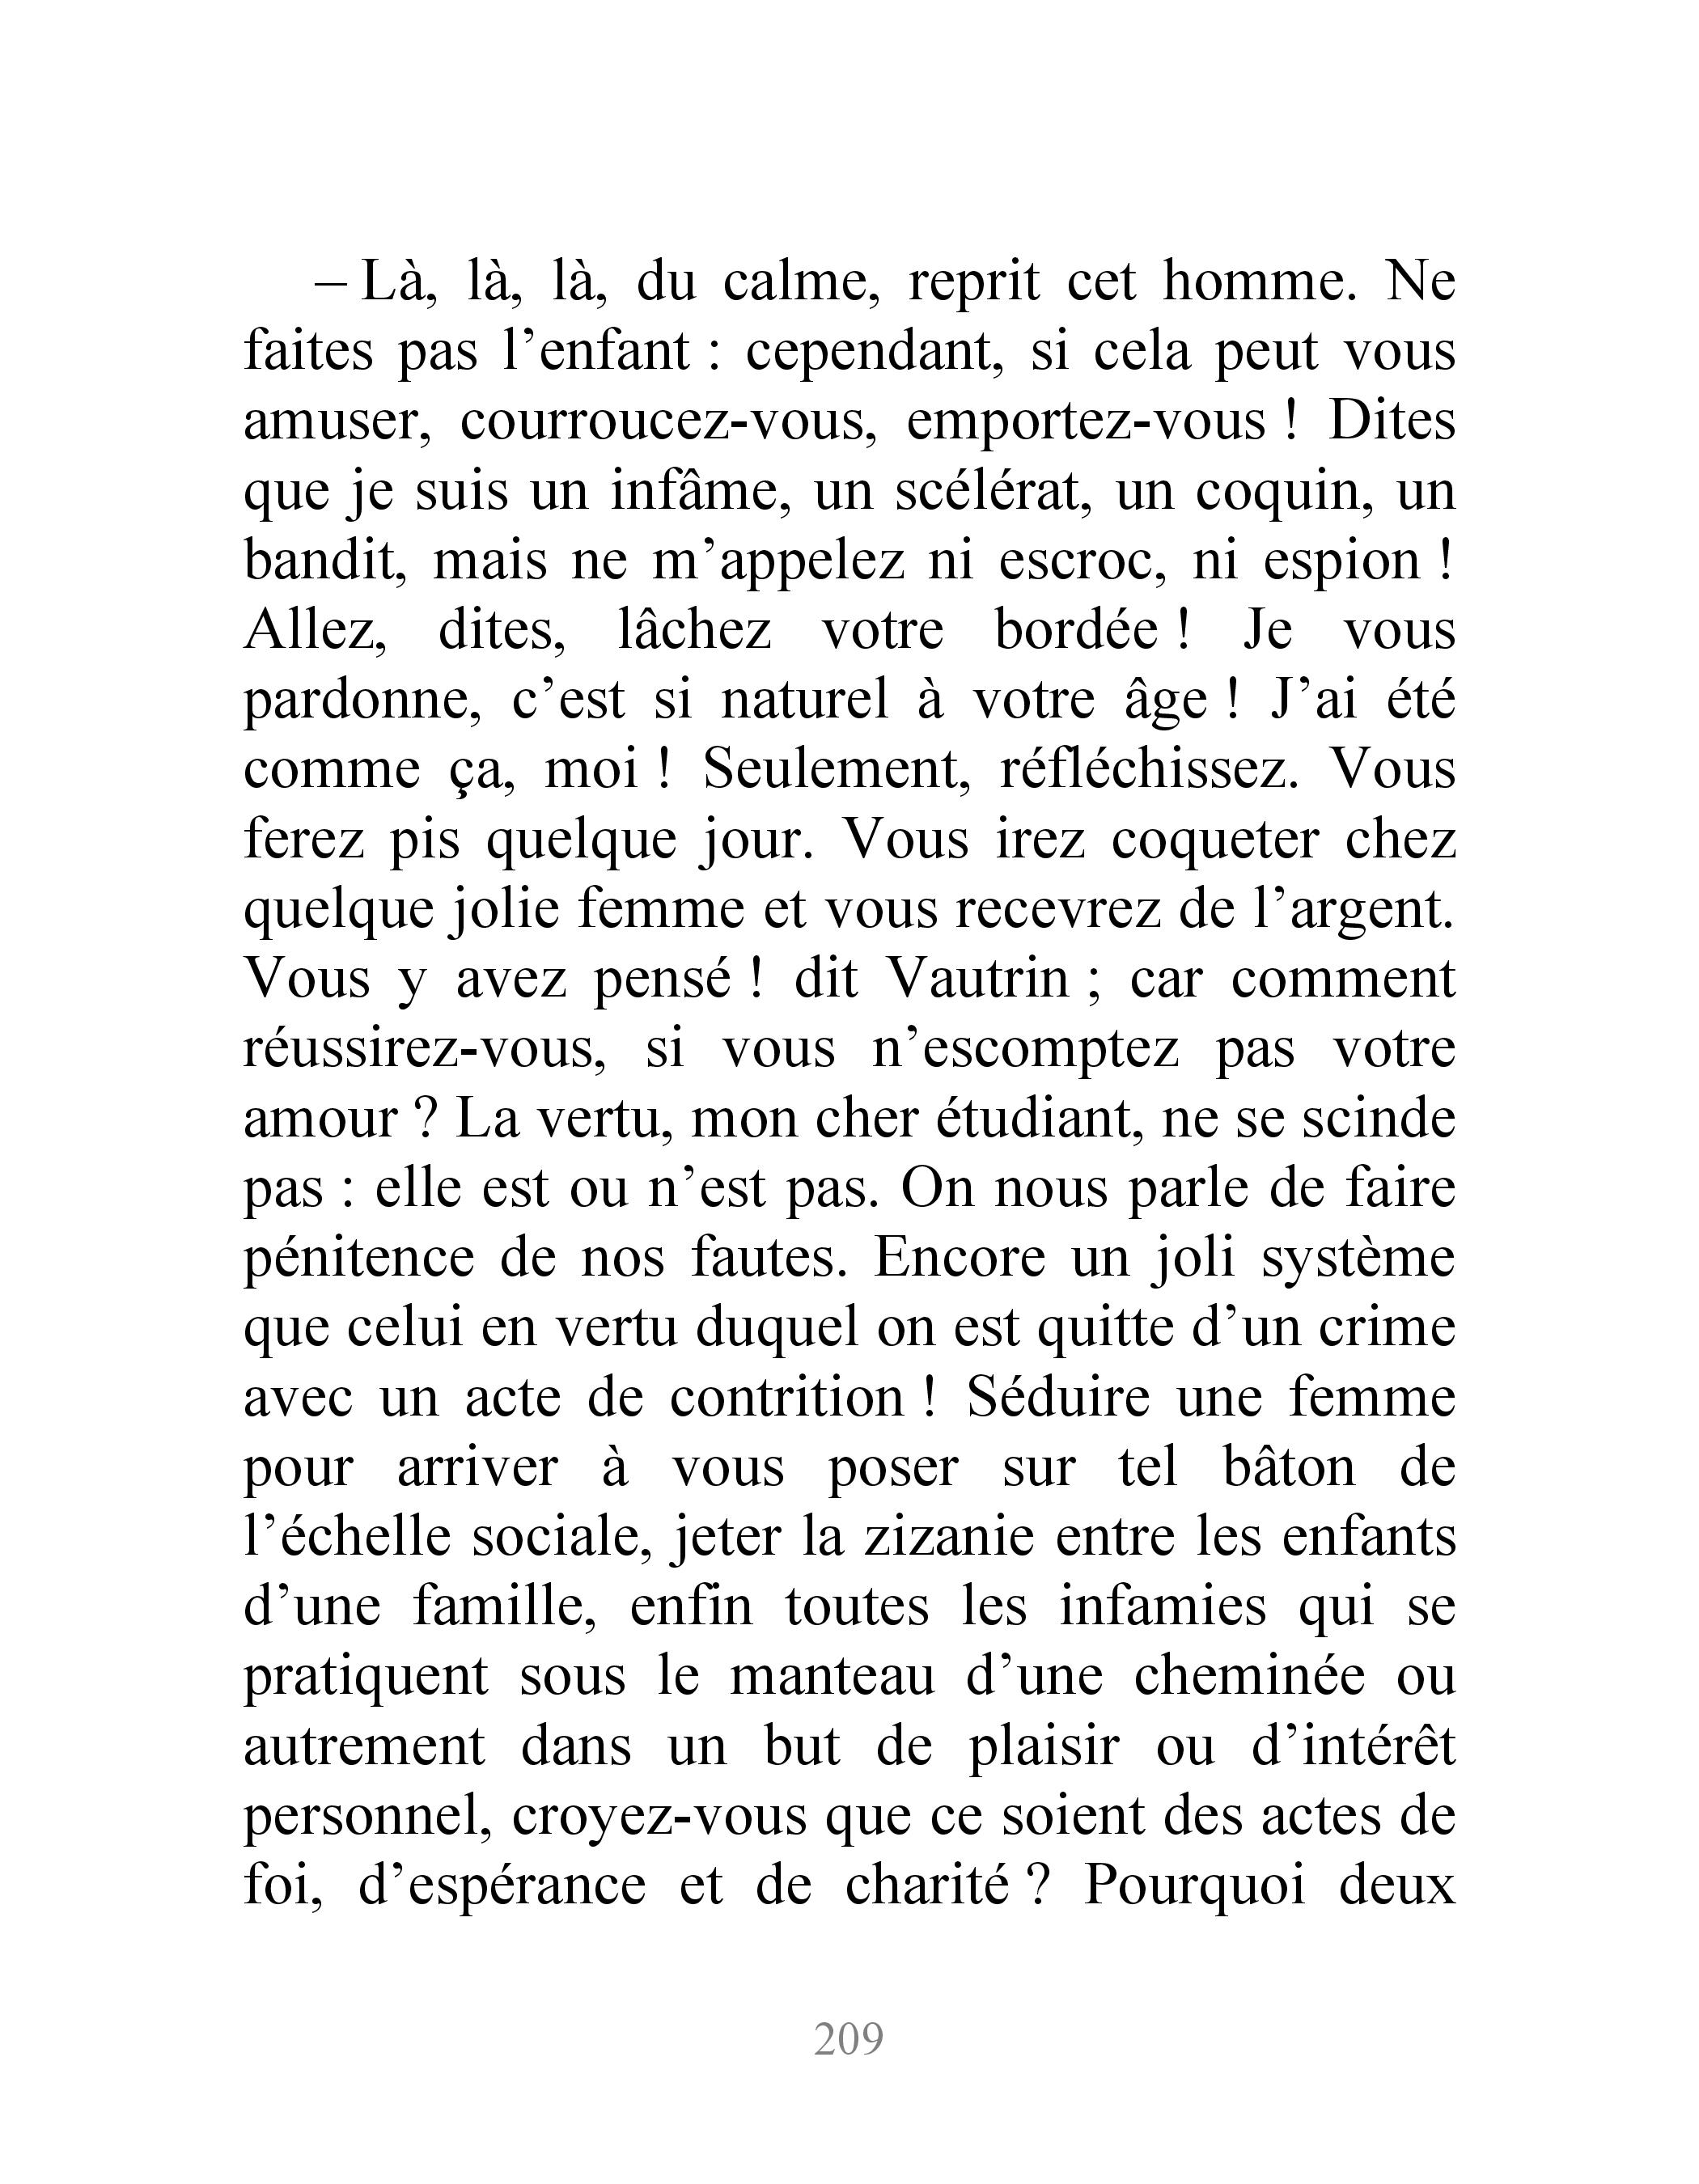 – Là, là, là, du calme, reprit cet homme. Ne
faites pas l’enfant : cependant, si cela peut vous
amuser, courroucez-vous, emportez-vous ! Dites
que je suis un infâme, un scélérat, un coquin, un
bandit, mais ne m’appelez ni escroc, ni espion !
Allez, dites, lâchez votre bordée ! Je vous
pardonne, c’est si naturel à votre âge ! J’ai été
comme ça, moi ! Seulement, réfléchissez. Vous
ferez pis quelque jour. Vous irez coqueter chez
quelque jolie femme et vous recevrez de l’argent.
Vous y avez pensé ! dit Vautrin ; car comment
réussirez-vous, si vous n’escomptez pas votre
amour ? La vertu, mon cher étudiant, ne se scinde
pas : elle est ou n’est pas. On nous parle de faire
pénitence de nos fautes. Encore un joli système
que celui en vertu duquel on est quitte d’un crime
avec un acte de contrition ! Séduire une femme
pour arriver à vous poser sur tel bâton de
l’échelle sociale, jeter la zizanie entre les enfants
d’une famille, enfin toutes les infamies qui se
pratiquent sous le manteau d’une cheminée ou
autrement dans un but de plaisir ou d’intérêt
personnel, croyez-vous que ce soient des actes de
foi, d’espérance et de charité ? Pourquoi deux
209